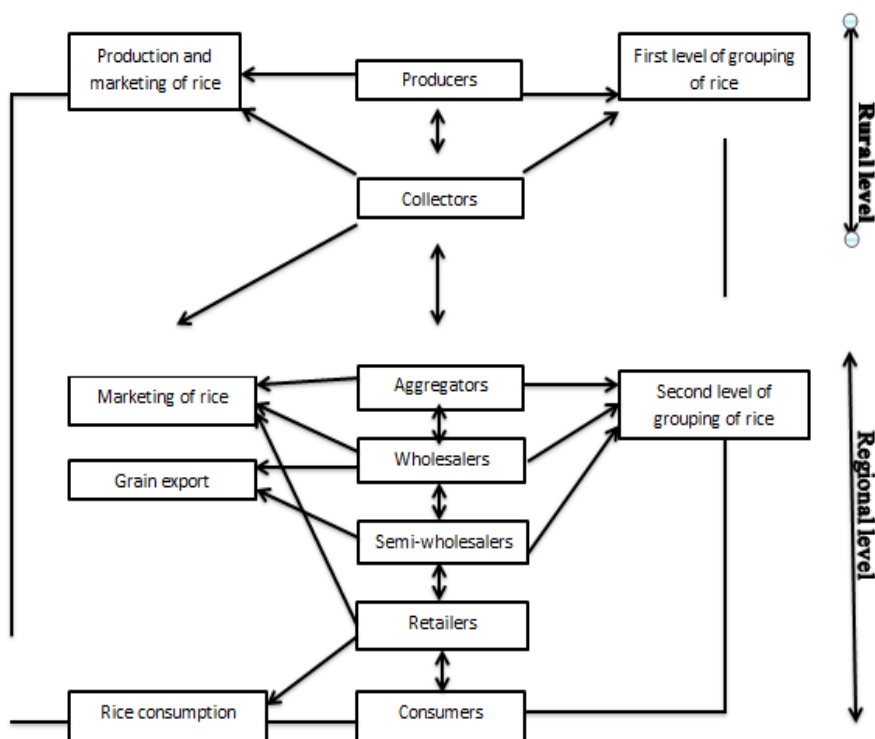 Production and
marketing of rice
Producers
First level of grouping
of rice
Rural level
Collectors
Marketing of rice
Aggregators
Second level of
grouping of rice
Wholesalers
Grain export
Semi-wholesalers
Regional level
Retailers
Rice consumption
Consumers